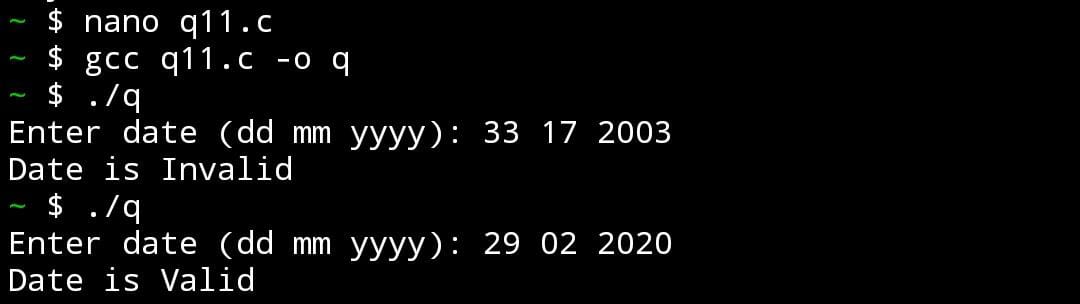 ~ $ nano q11.c
~ $ gcc q11.c -o q
~ $ ./q
Enter date (dd mm yyyy): 33 17 2003
Date is Invalid
~ $ ./q
Enter date (dd mm yyyy): 29 02 2020
Date is Valid